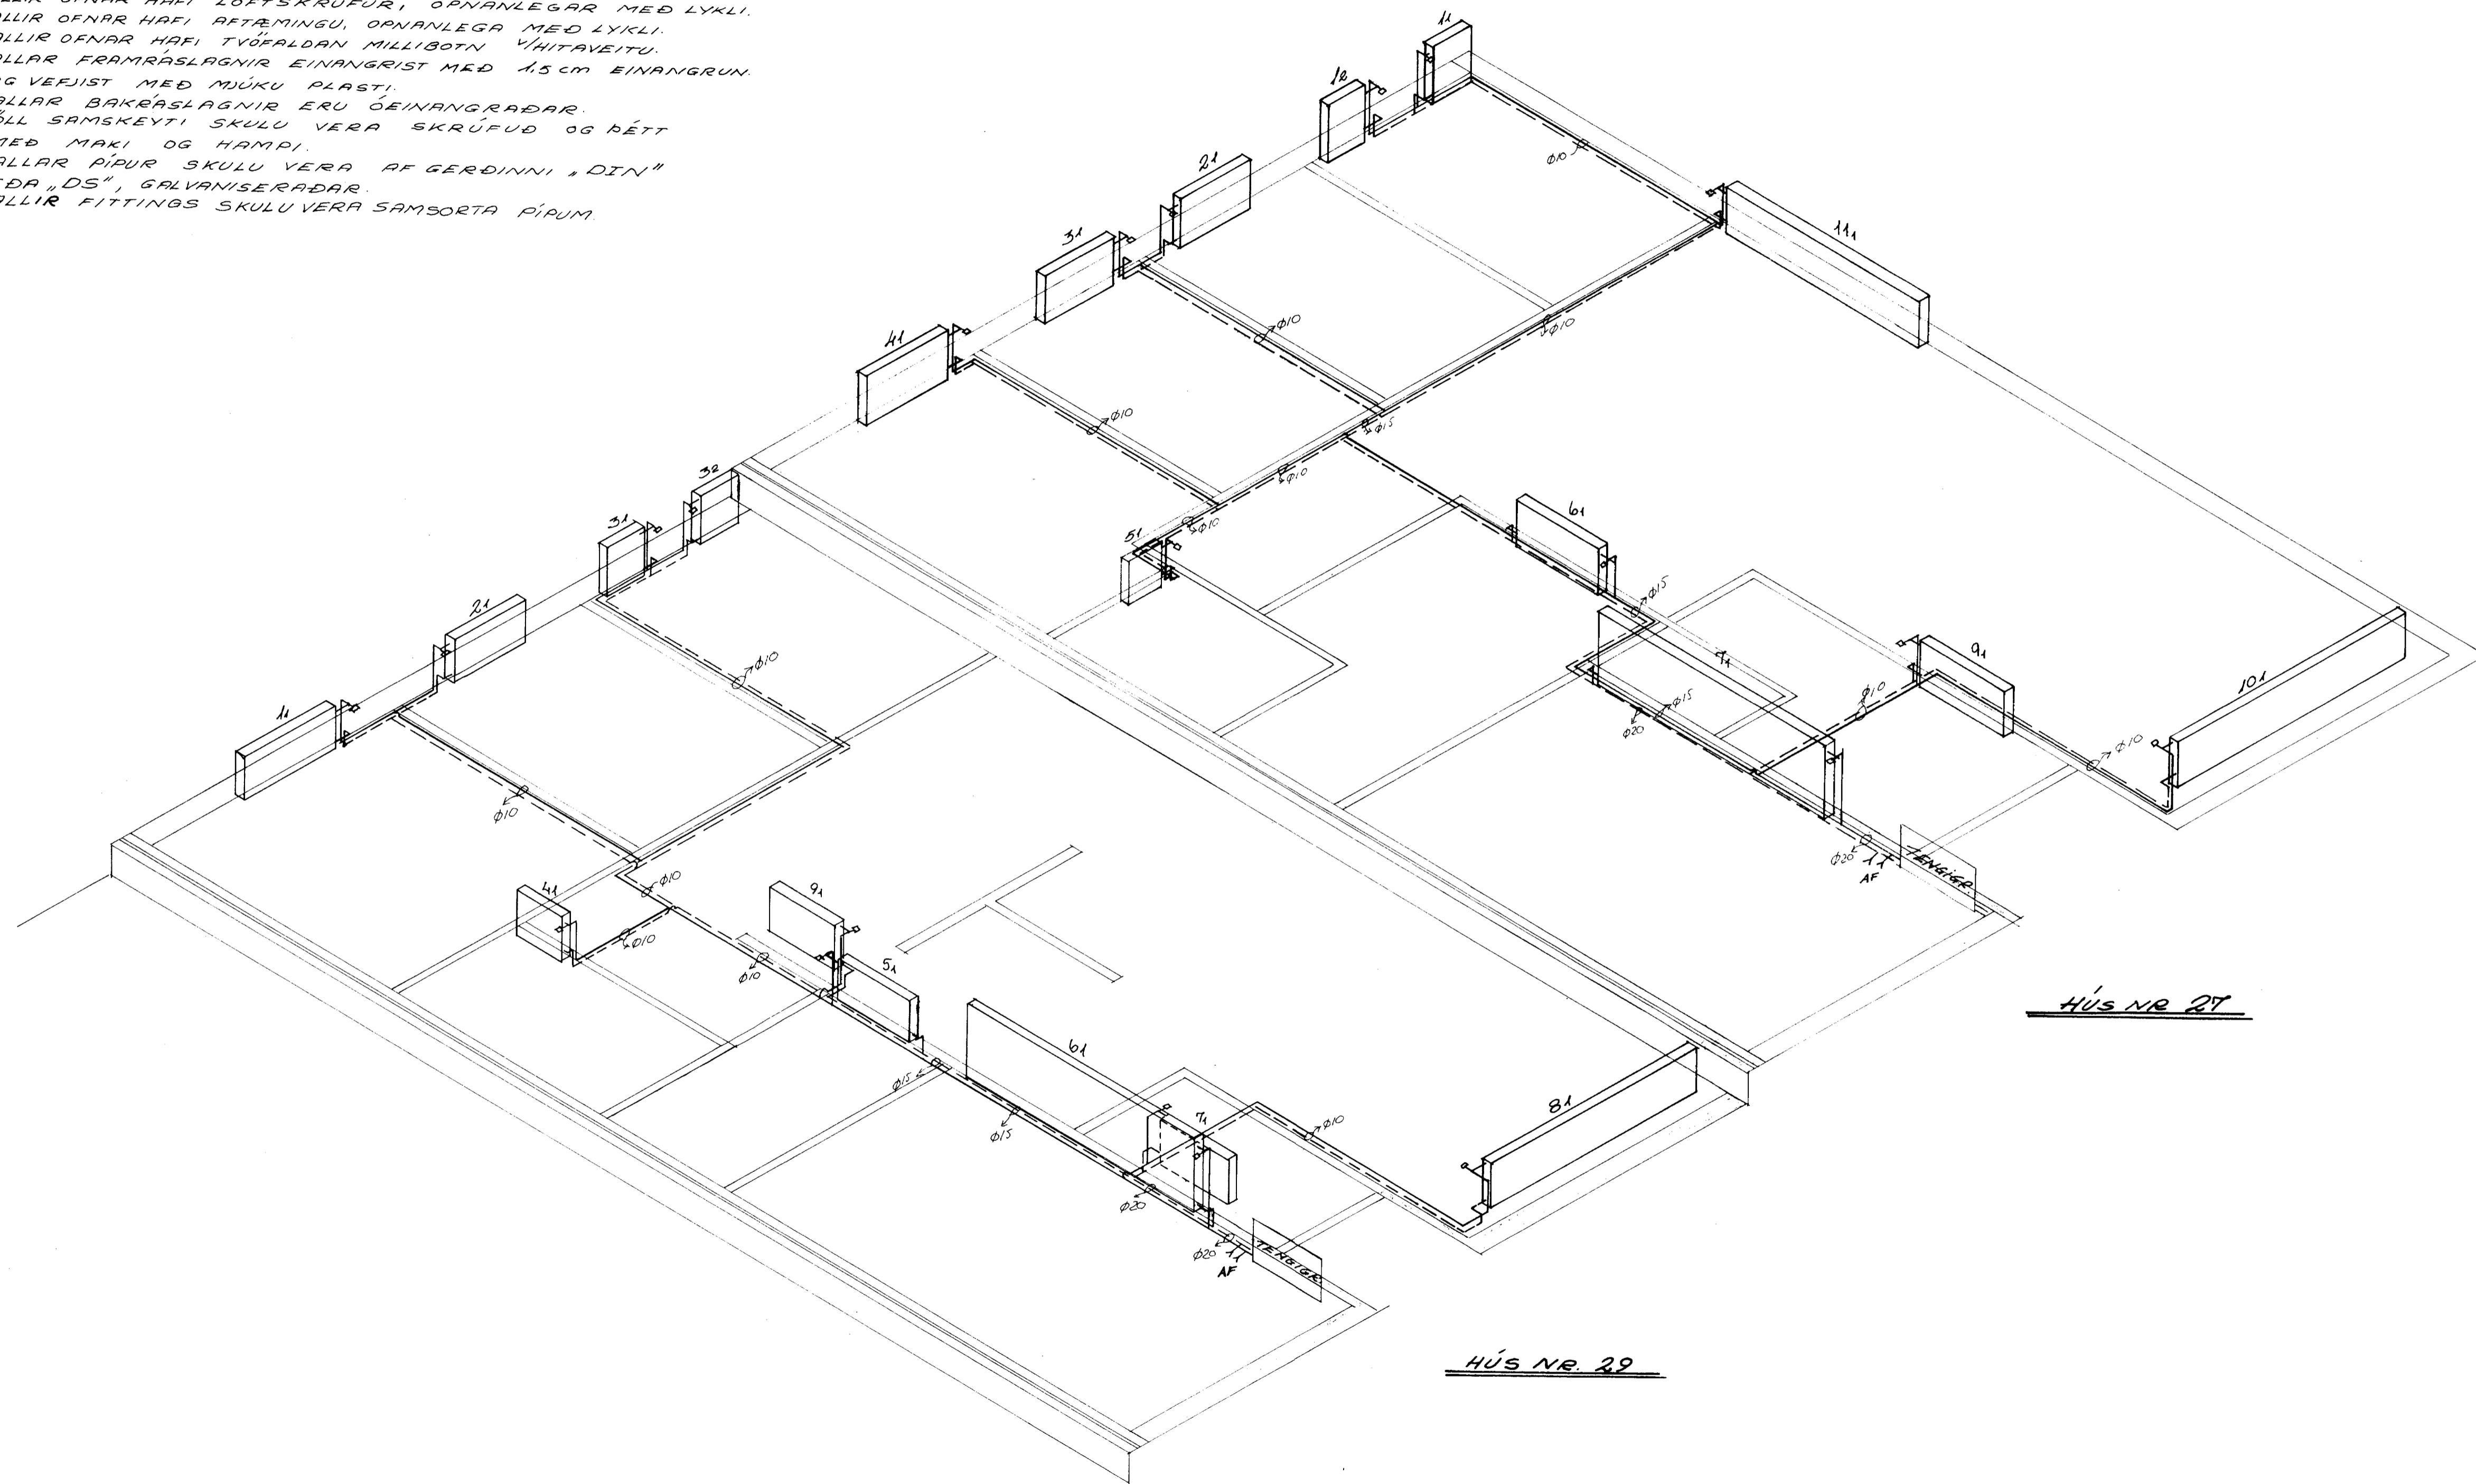 OFNAR HAFI LOFTSKRÚFUR, OPNANLEGAR MEÐ LYKLI.
ALLIR OFNAR HAFI AFTÆMINGU, OPNANLEGA MEÐ LYKLI.
ALLIR OFNAR HAFI TVÖFALDAN MILLIBOTN V/HITAVEITU.
ALLAR FRAMRÁSLAGNIR EINANGRIST MEÐ 1,5 cm EINANGRUN.
OG VEFJIST MEÐ MJÚKU PLASTI.
ALLAR BAKRÁSLAGNIR ERU ÓEINANGRAÐAR.
ÖLL SAMSKEYTI SKULU VERA SKRÚFUÐ OG ÞÉTT
MEÐ MAKI OG HAMPI.
ALLAR PÍPUR SKULU VERA AF GERÐINNI „DIN"
EÐA „DS", GALVANISERAÐAR.
ALLIR FITTINGS SKULU VERA SAMSORTA PÍPUM.
11
12
Ø10
21
111
31
Ø10
Ø10
41
Ø10
Ø15
Ø10
32
31
Ø10
51
61
Ø15
21
Ø10
91
101
Ø10
Ø15
Ø20
Ø10
11
Ø10
Ø20
AF
TENGIGR.
41
Ø10
91
Ø10
Ø10
51
HÚS NR 27
61
Ø15
Ø15
71
Ø10
81
Ø20
Ø20
AF
TENGIGR.
HÚS NR. 29